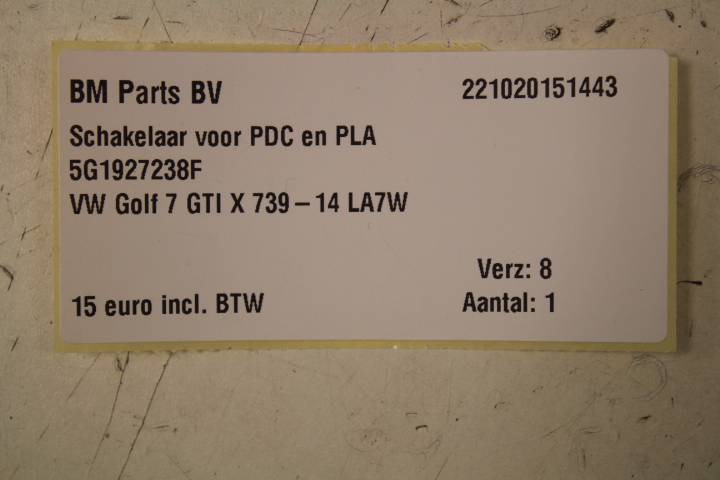 BM Parts BV 221020151443
Schakelaar voor PDC en PLA
5G1927238F
VW Golf 7 GTI X 739 – 14 LA7W
Verz: 8
15 euro incl. BTW Aantal: 1